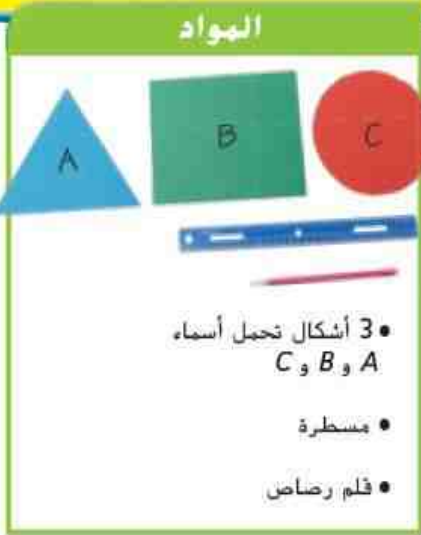 المواد
A
B
C
• 3 أشكال تحمل أسماء
A و B و C
• مسطرة
• قلم رصاص